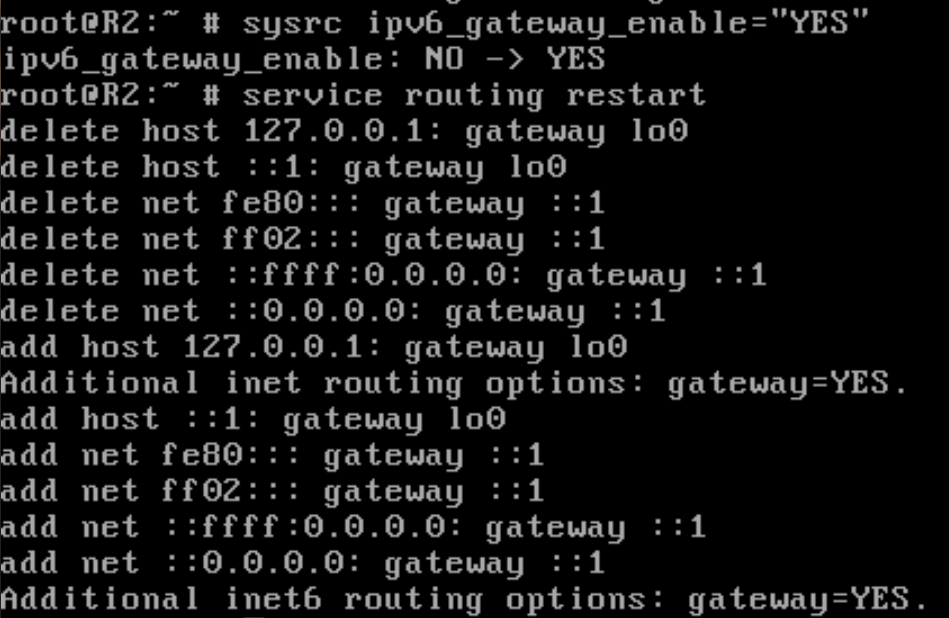 root@R2:~ # sysrc ipv6_gateway_enable="YES"
ipv6_gateway_enable: NO -> YES
root@R2:~ # service routing restart
delete host 127.0.0.1: gateway lo0
delete host ::1: gateway lo0
delete net fe80::: gateway ::1
delete net ff02::: gateway ::1
delete net ::ffff:0.0.0.0: gateway ::1
delete net ::0.0.0.0: gateway ::1
add host 127.0.0.1: gateway lo0
Additional inet routing options: gateway=YES.
add host ::1: gateway lo0
add net fe80::: gateway ::1
add net ff02::: gateway ::1
add net ::ffff:0.0.0.0: gateway ::1
add net ::0.0.0.0: gateway ::1
Additional inet6 routing options: gateway=YES.